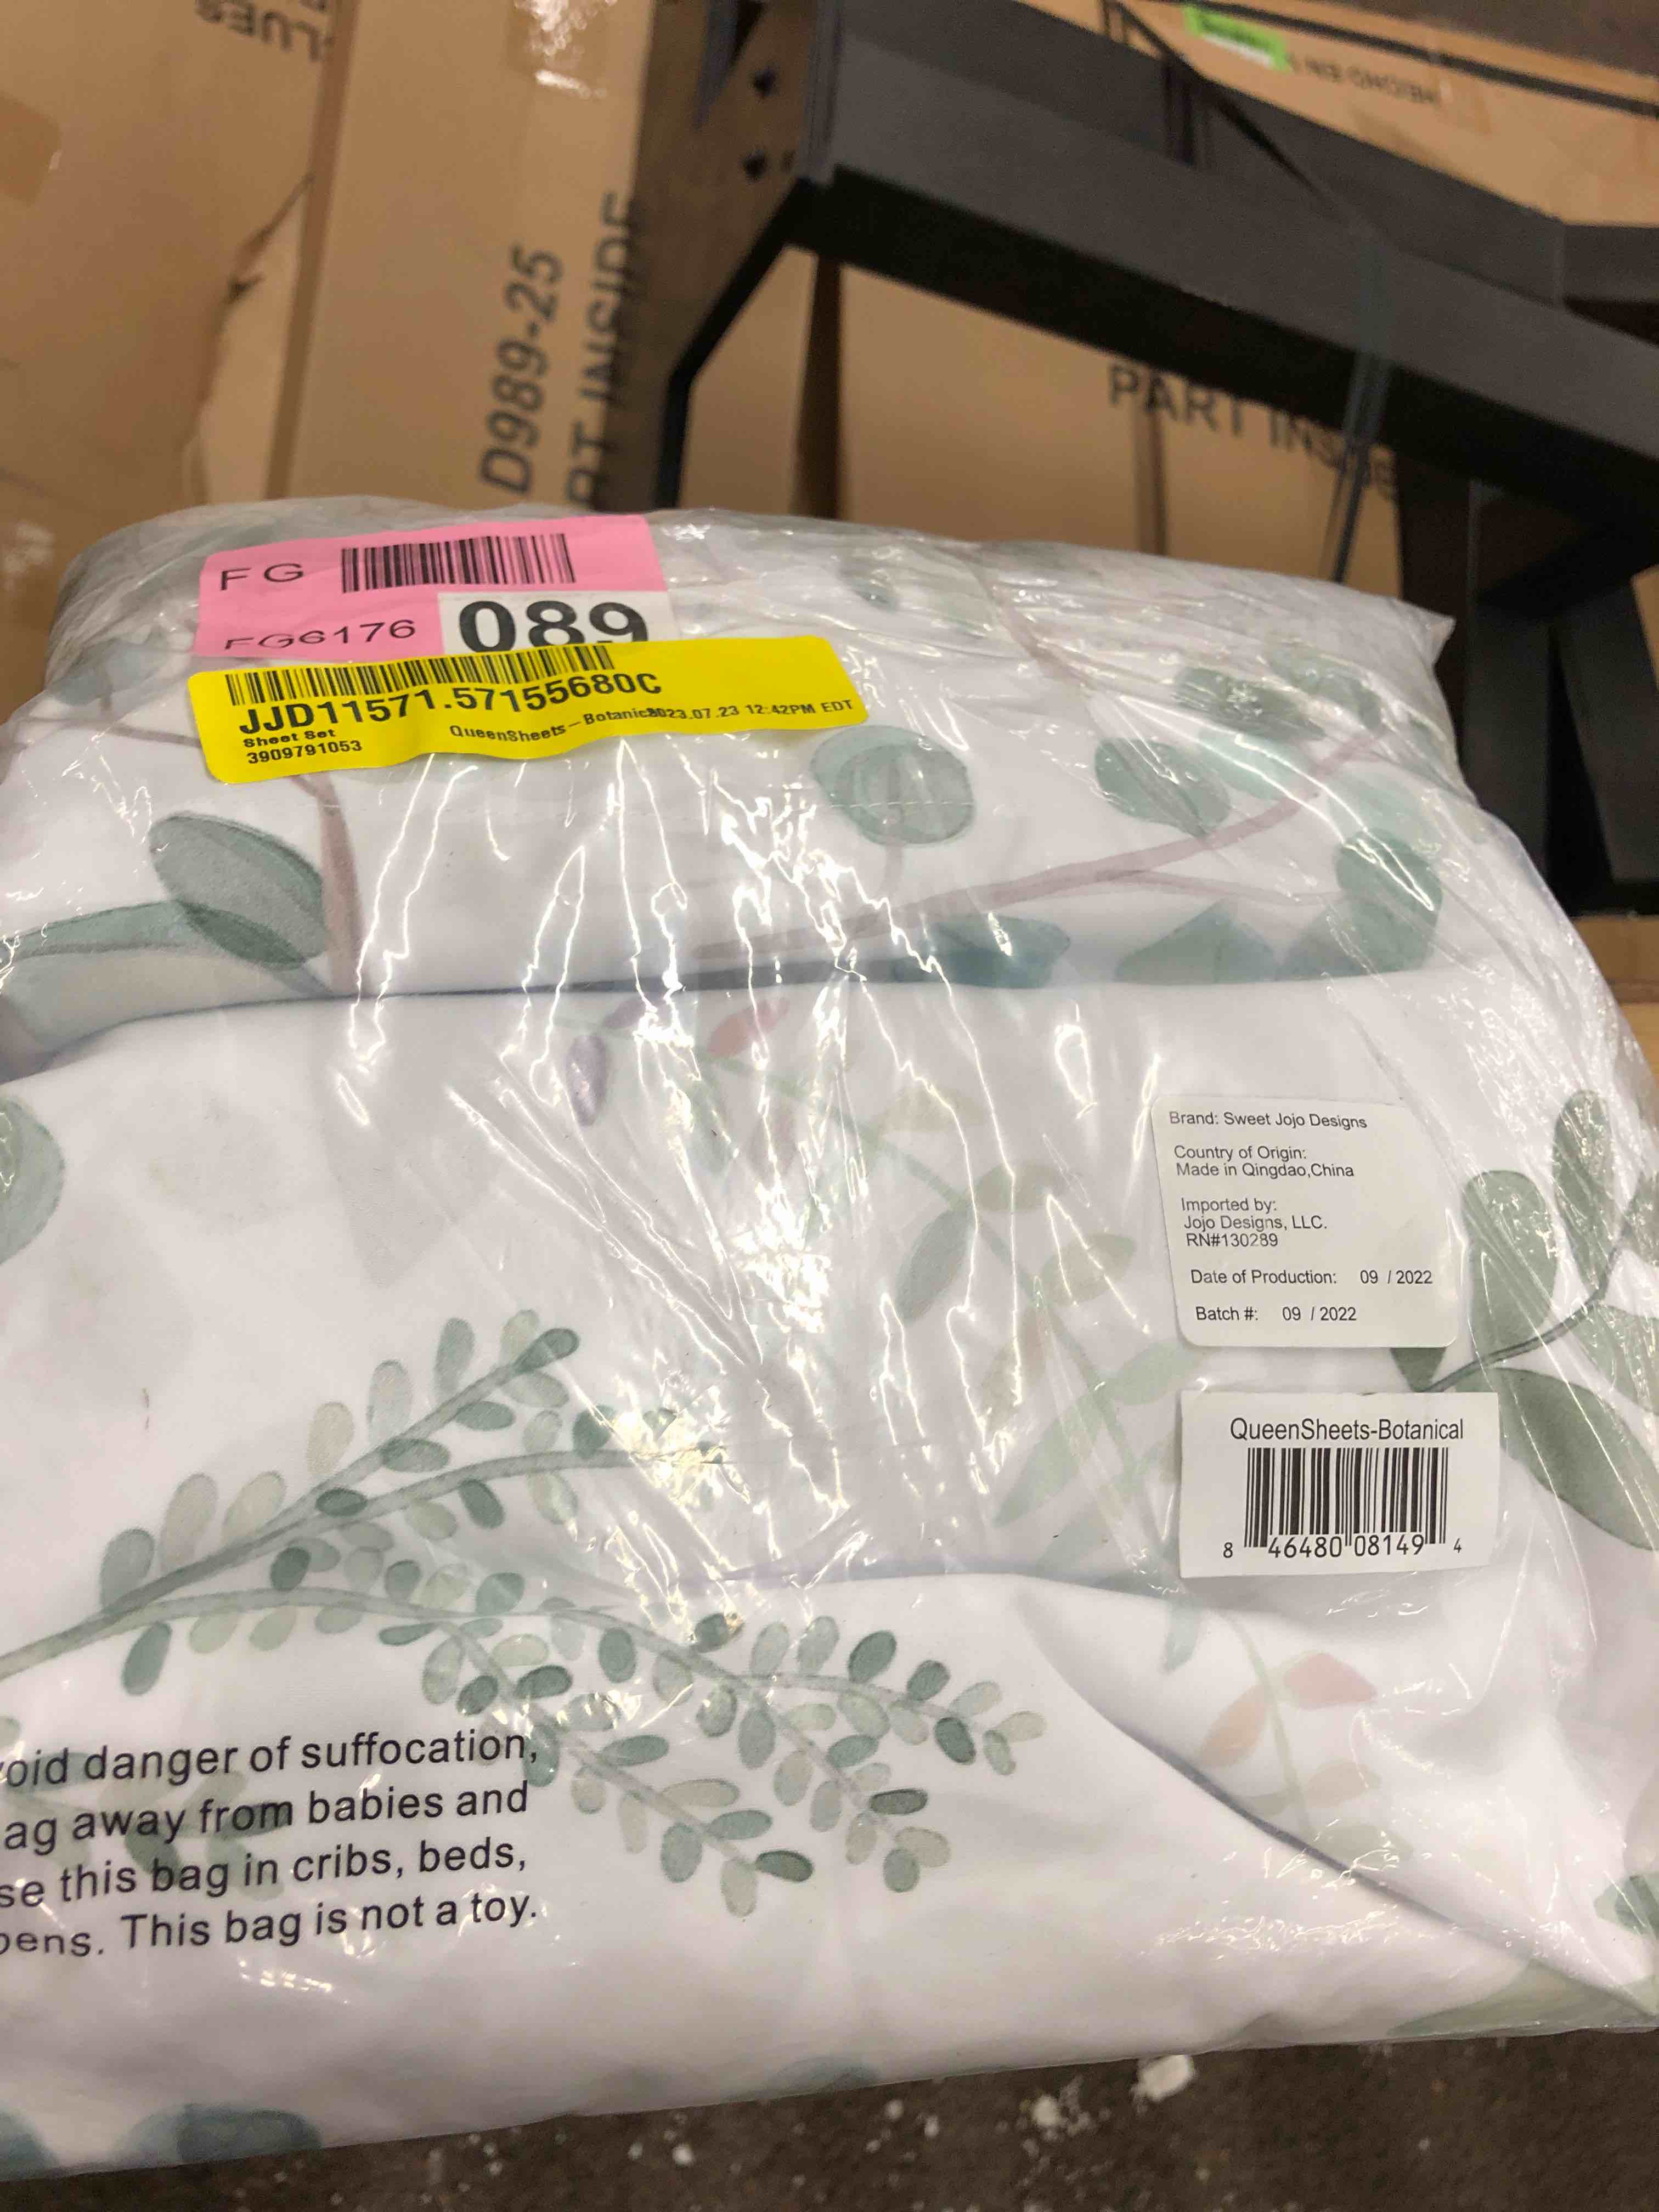 D989-25
PART INSIDE
FG
FG6176
089
JJD11571.57155680C
Sheet Set
QueenSheets-Botanic
2023.07.23 12:42PM EDT
3909791053
Brand: Sweet Jojo Designs
Country of Origin:
Made in Qingdao,China
Imported by:
Jojo Designs, LLC.
RN#130289
Date of Production: 09 / 2022
Batch #: 09 / 2022
QueenSheets-Botanical
8 46480 08149 4
oid danger of suffocation,
ag away from babies and
se this bag in cribs, beds,
pens. This bag is not a toy.